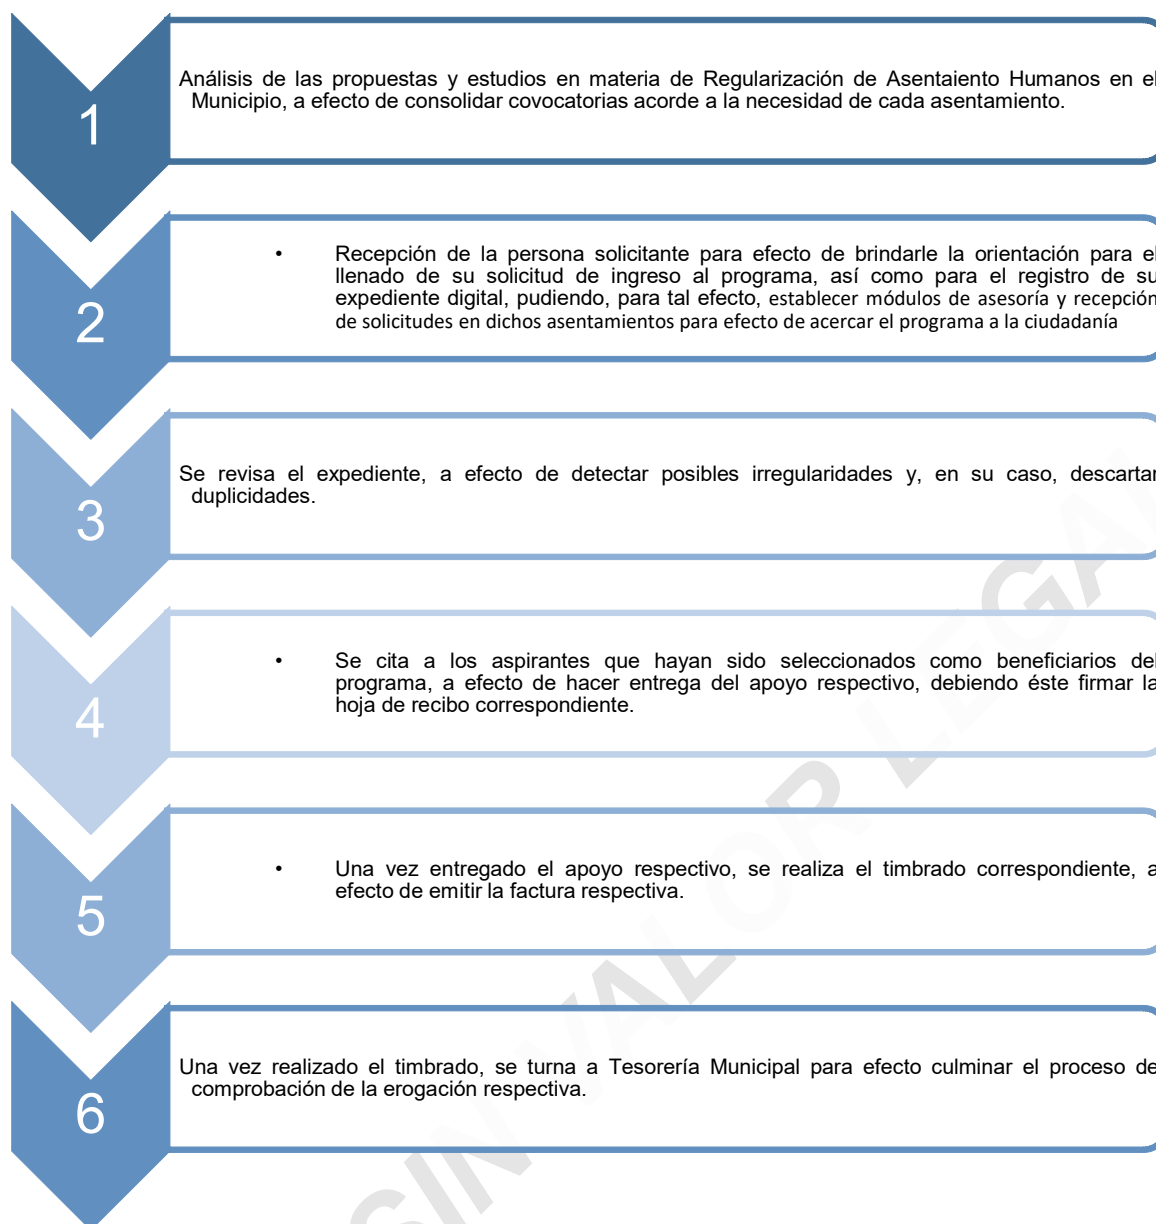 1
Análisis de las propuestas y estudios en materia de Regularización de Asentaiento Humanos en el
Municipio, a efecto de consolidar covocatorias acorde a la necesidad de cada asentamiento.
2
• Recepción de la persona solicitante para efecto de brindarle la orientación para el
llenado de su solicitud de ingreso al programa, así como para el registro de su
expediente digital, pudiendo, para tal efecto, establecer módulos de asesoría y recepción
de solicitudes en dichos asentamientos para efecto de acercar el programa a la ciudadanía
3
Se revisa el expediente, a efecto de detectar posibles irregularidades y, en su caso, descartar
duplicidades.
4
• Se cita a los aspirantes que hayan sido seleccionados como beneficiarios del
programa, a efecto de hacer entrega del apoyo respectivo, debiendo éste firmar la
hoja de recibo correspondiente.
5
• Una vez entregado el apoyo respectivo, se realiza el timbrado correspondiente, a
efecto de emitir la factura respectiva.
6
Una vez realizado el timbrado, se turna a Tesorería Municipal para efecto culminar el proceso de
comprobación de la erogación respectiva.
SIN VALOR LEGAL